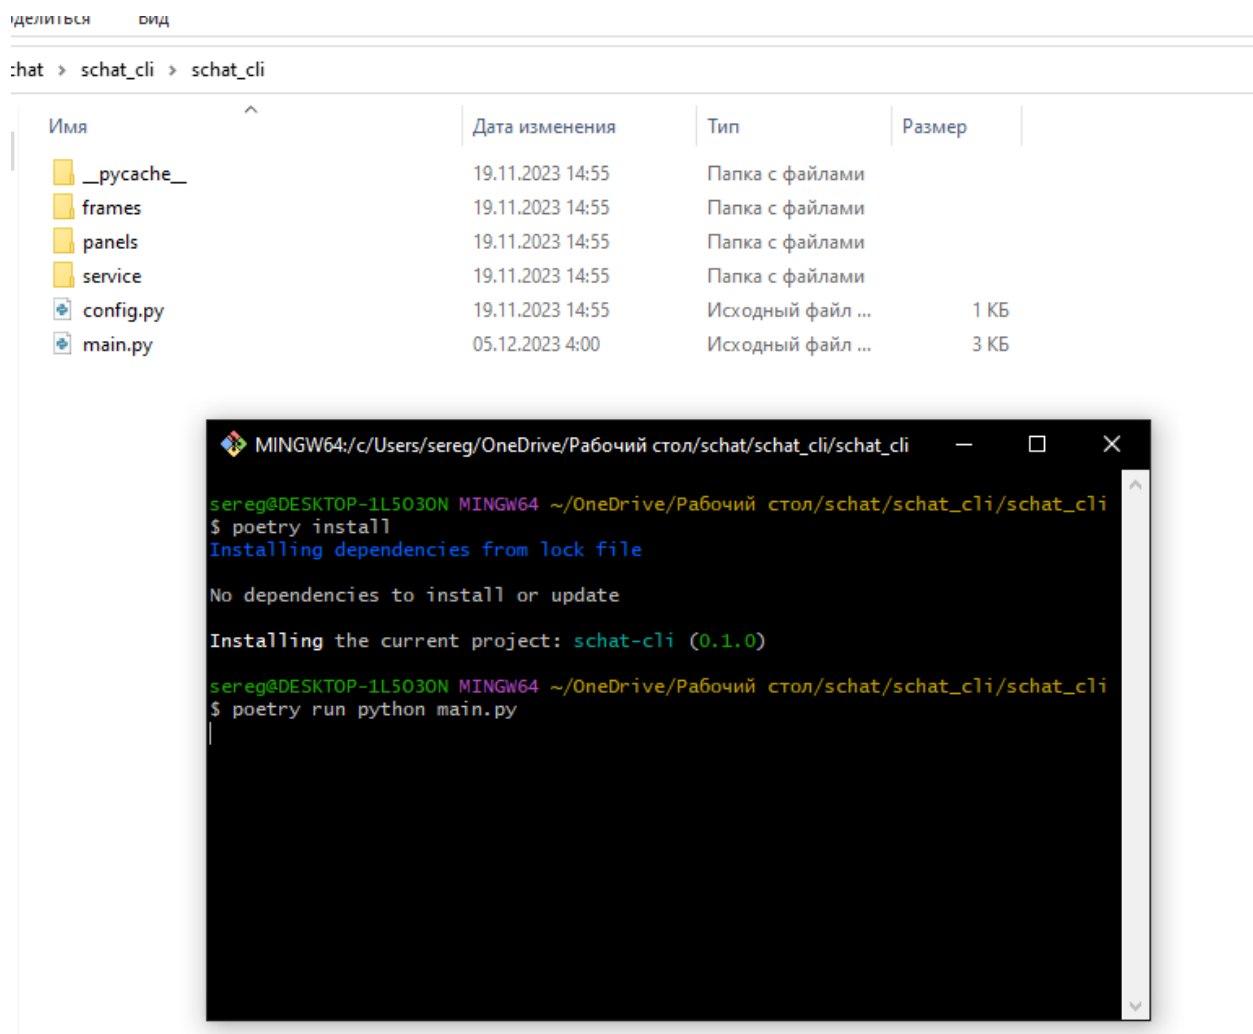 Вид
schat_cli > schat_cli
Имя Дата изменения Тип Размер
__pycache__ 19.11.2023 14:55 Папка с файлами
frames 19.11.2023 14:55 Папка с файлами
panels 19.11.2023 14:55 Папка с файлами
service 19.11.2023 14:55 Папка с файлами
config.py 19.11.2023 14:55 Исходный файл ... 1 КБ
main.py 05.12.2023 4:00 Исходный файл ... 3 КБ
MINGW64:/c/Users/sereg/OneDrive/Рабочий стол/schat/schat_cli/schat_cli
sereg@DESKTOP-1L5O3ON MINGW64 ~/OneDrive/Рабочий стол/schat/schat_cli/schat_cli
$ poetry install
Installing dependencies from lock file
No dependencies to install or update
Installing the current project: schat-cli (0.1.0)
sereg@DESKTOP-1L5O3ON MINGW64 ~/OneDrive/Рабочий стол/schat/schat_cli/schat_cli
$ poetry run python main.py